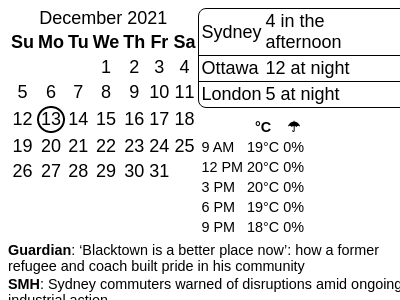 December 2021
Su Mo Tu We Th Fr Sa
1 2 3 4
5 6 7 8 9 10 11
12 13 14 15 16 17 18
19 20 21 22 23 24 25
26 27 28 29 30 31
Sydney 4 in the
afternoon
Ottawa 12 at night
London 5 at night
°C ☂
9 AM 19°C 0%
12 PM 20°C 0%
3 PM 20°C 0%
6 PM 19°C 0%
9 PM 18°C 0%
Guardian: ‘Blacktown is a better place now’: how a former
refugee and coach built pride in his community
SMH: Sydney commuters warned of disruptions amid ongoing
industrial action